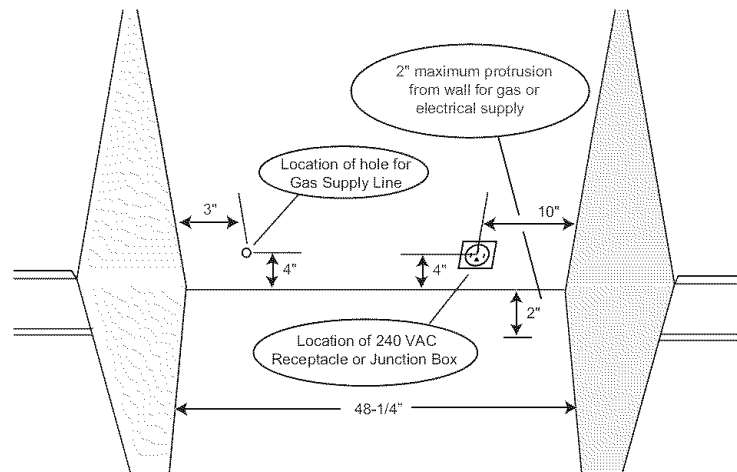 2" maximum protrusion
from wall for gas or
electrical supply
Location of hole for
Gas Supply Line
3"
10"
4"
4"
2"
Location of 240 VAC
Receptacle or Junction Box
48-1/4"